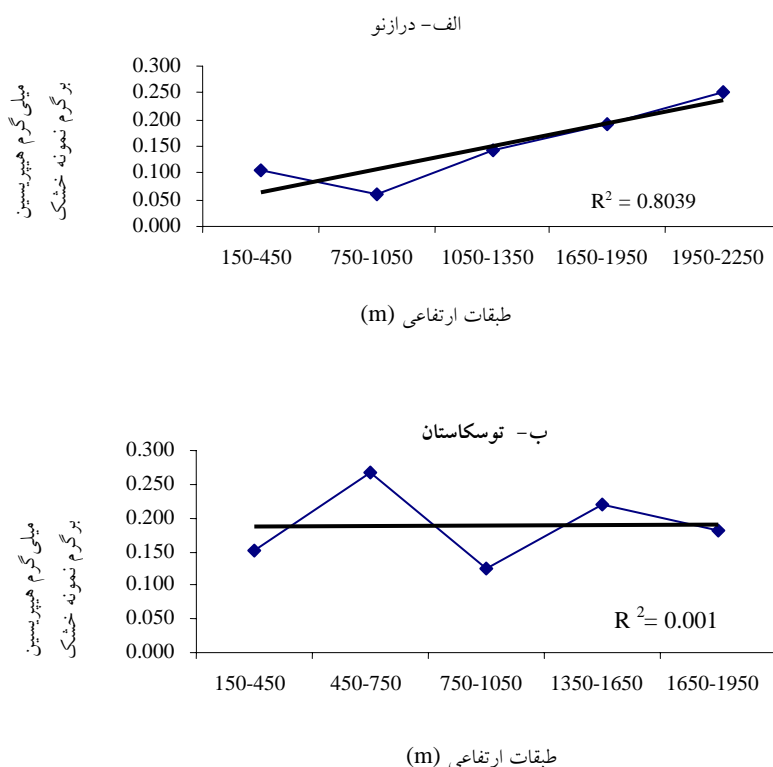 الف- درازنو
میلی گرم هیپریسین
بر گرم نمونه خشک
0.300
0.250
0.200
0.150
0.100
0.050
0.000
R² = 0.8039
150-450 750-1050 1050-1350 1650-1950 1950-2250
طبقات ارتفاعی (m)
ب- توسکاستان
میلی گرم هیپریسین
بر گرم نمونه خشک
0.300
0.250
0.200
0.150
0.100
0.050
0.000
R ²= 0.001
150-450 450-750 750-1050 1350-1650 1650-1950
طبقات ارتفاعی (m)